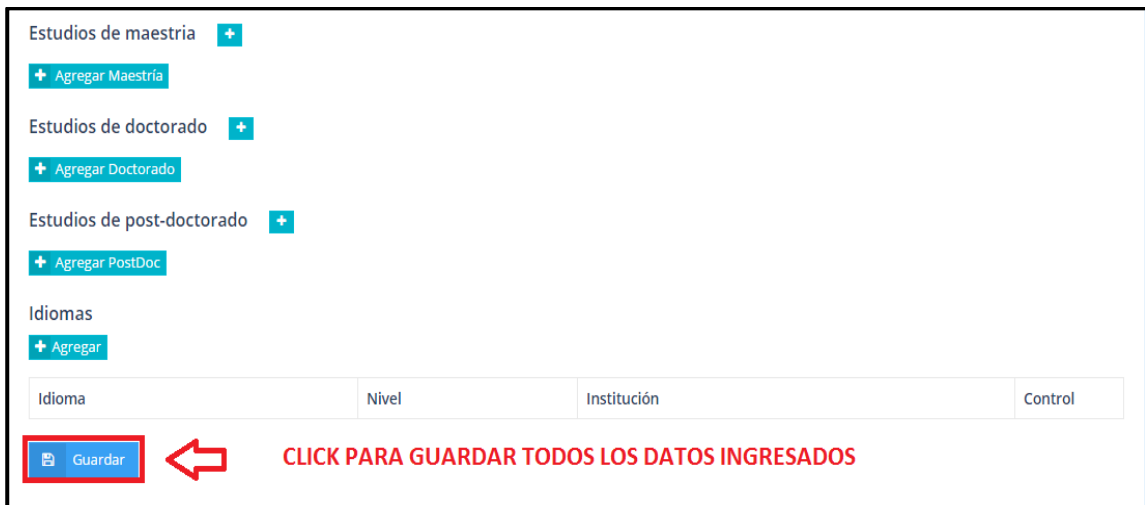 Estudios de maestria +
+ Agregar Maestría
Estudios de doctorado +
+ Agregar Doctorado
Estudios de post-doctorado +
+ Agregar PostDoc
Idiomas
+ Agregar
Idioma Nivel Institución Control
Guardar CLICK PARA GUARDAR TODOS LOS DATOS INGRESADOS